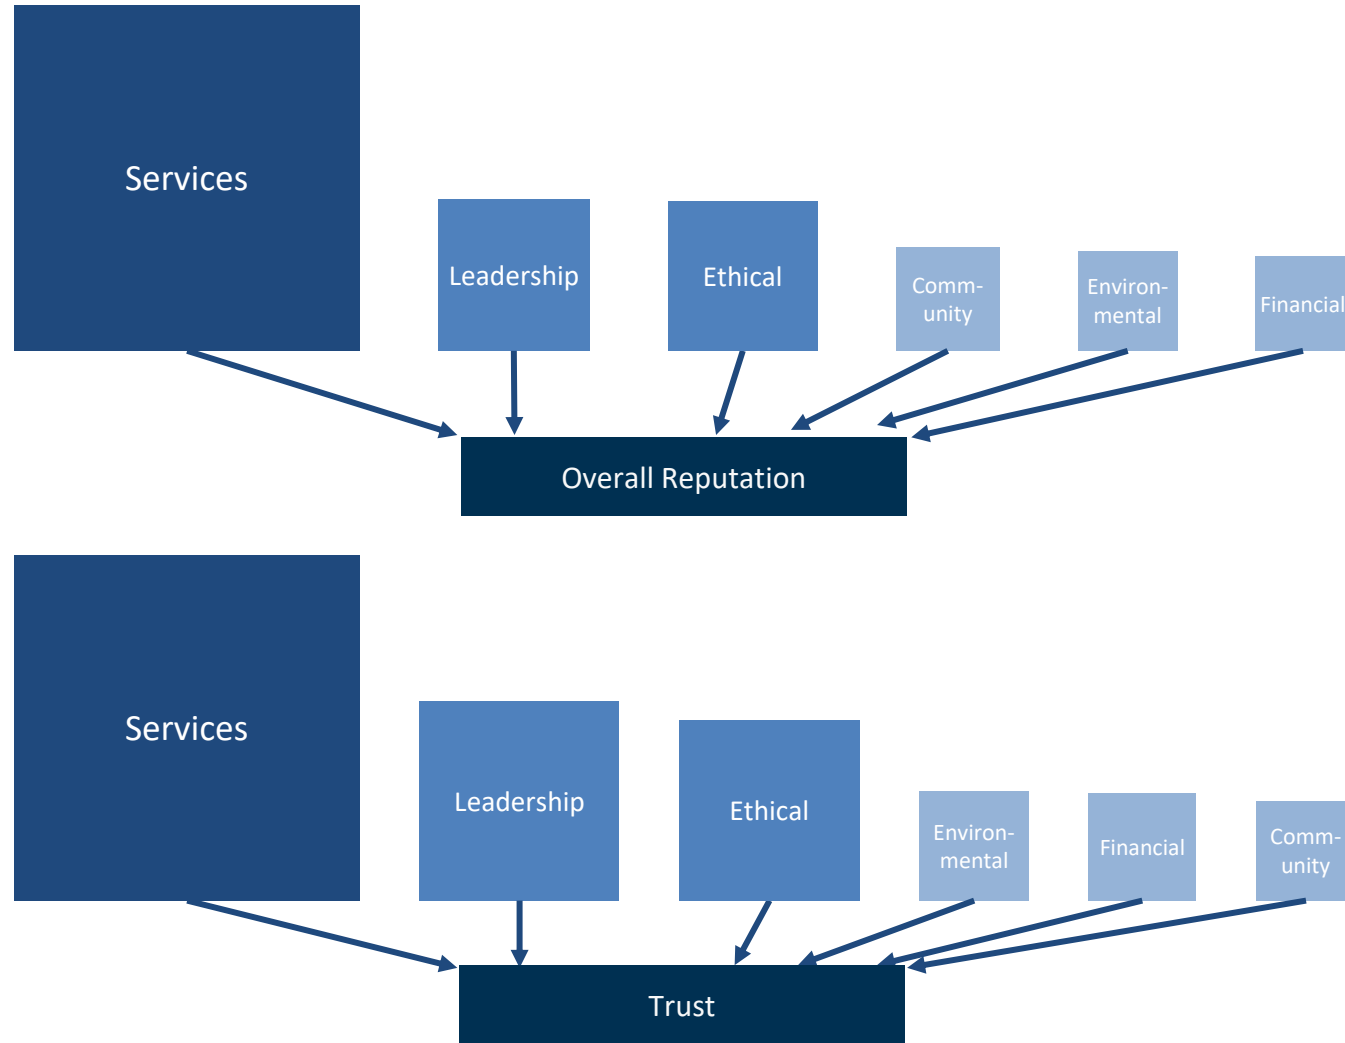 Services
Leadership
Ethical
Comm-
unity
Environ-
mental
Financial
Overall Reputation
Services
Leadership
Ethical
Environ-
mental
Financial
Comm-
unity
Trust